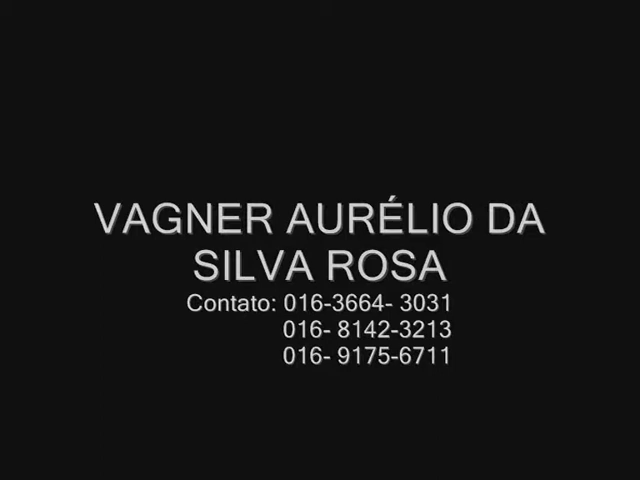 VAGNER AURÉLIO DA
SILVA ROSA
Contato: 016-3664- 3031
016- 8142-3213
016- 9175-6711